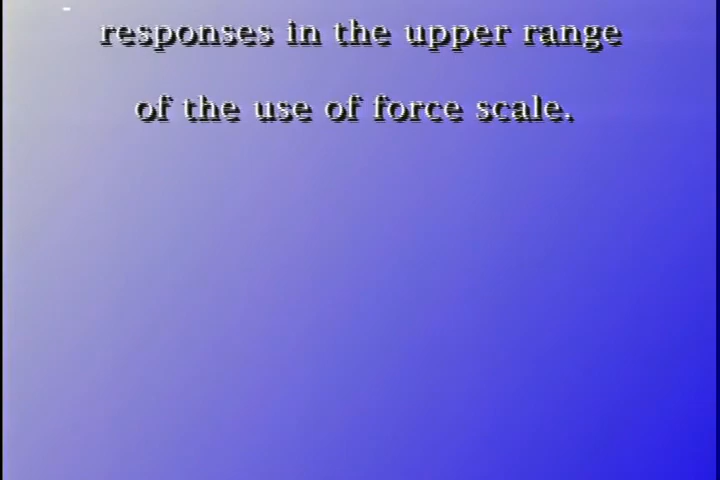 responses in the upper range
of the use of force scale.